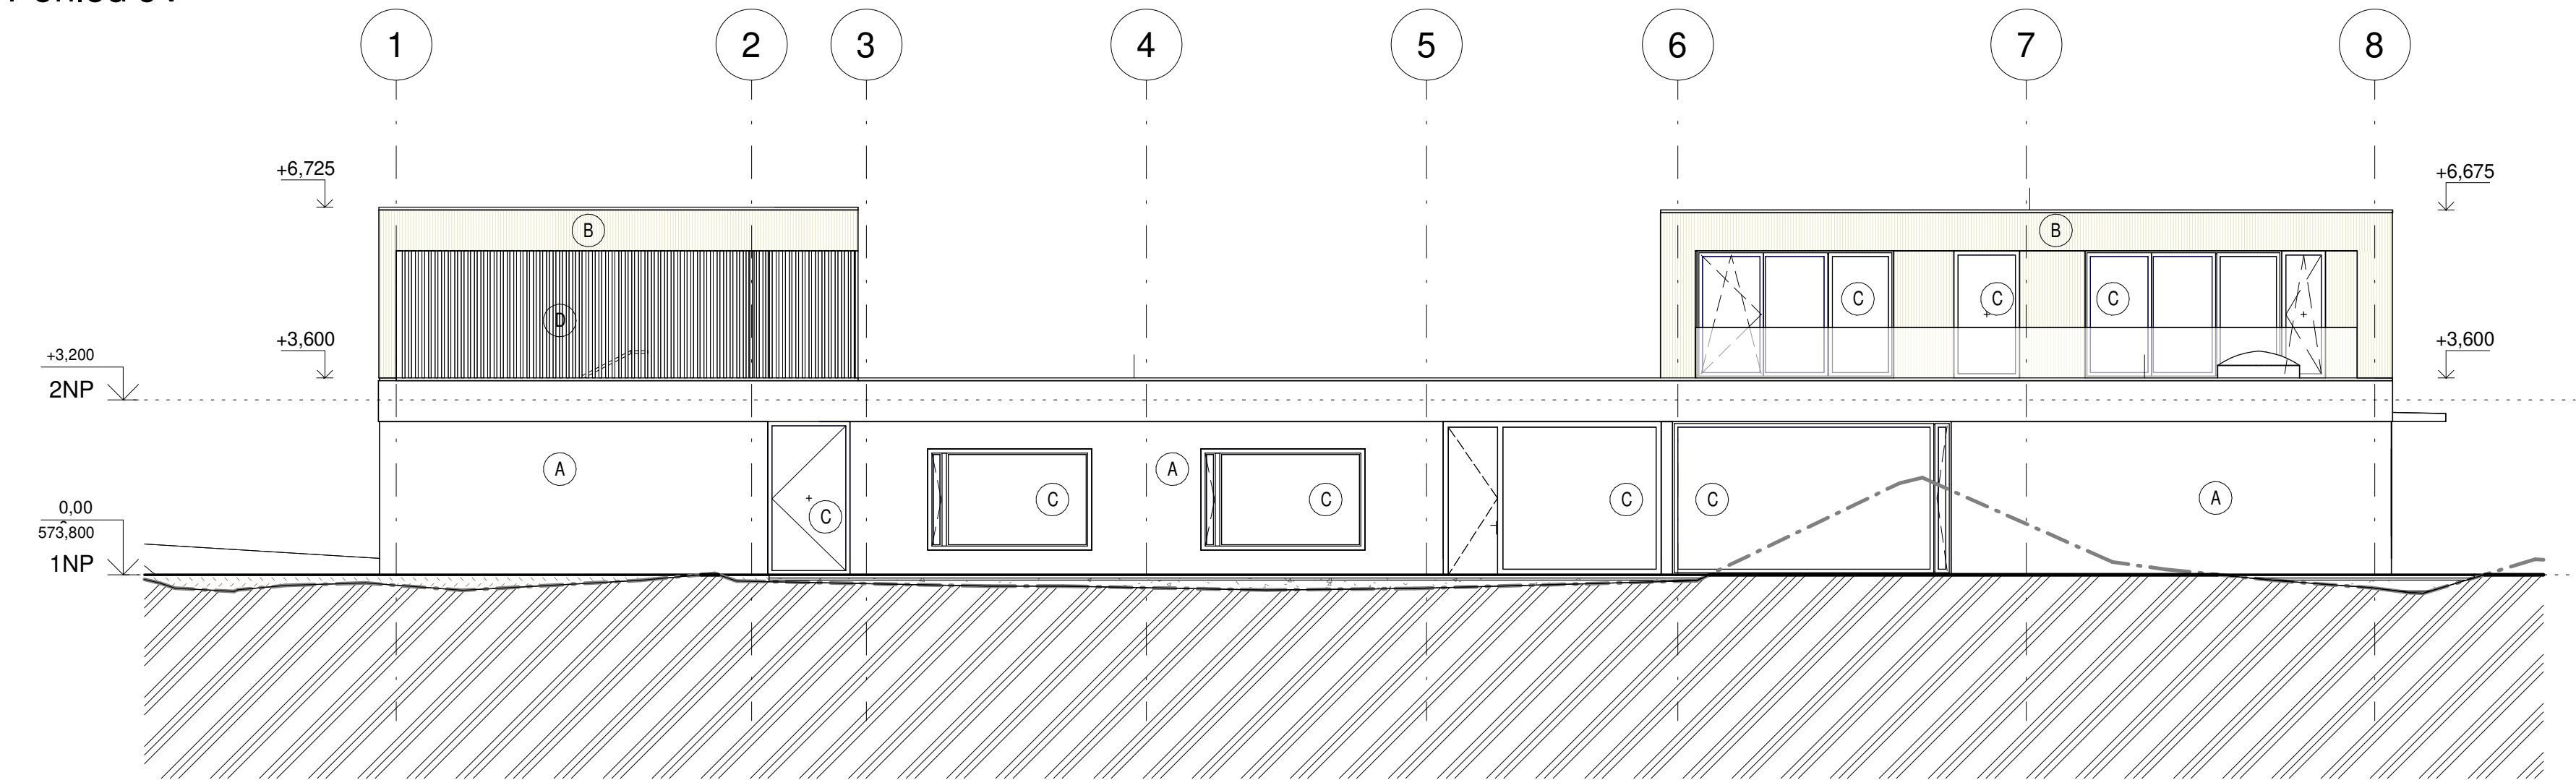 1 2 3 4 5 6 7 8
+6,725 +6,675
B B
D C C C
+3,600 +3,600
+3,200
2NP
A A
C C C C C A
0,00
573,800
1NP